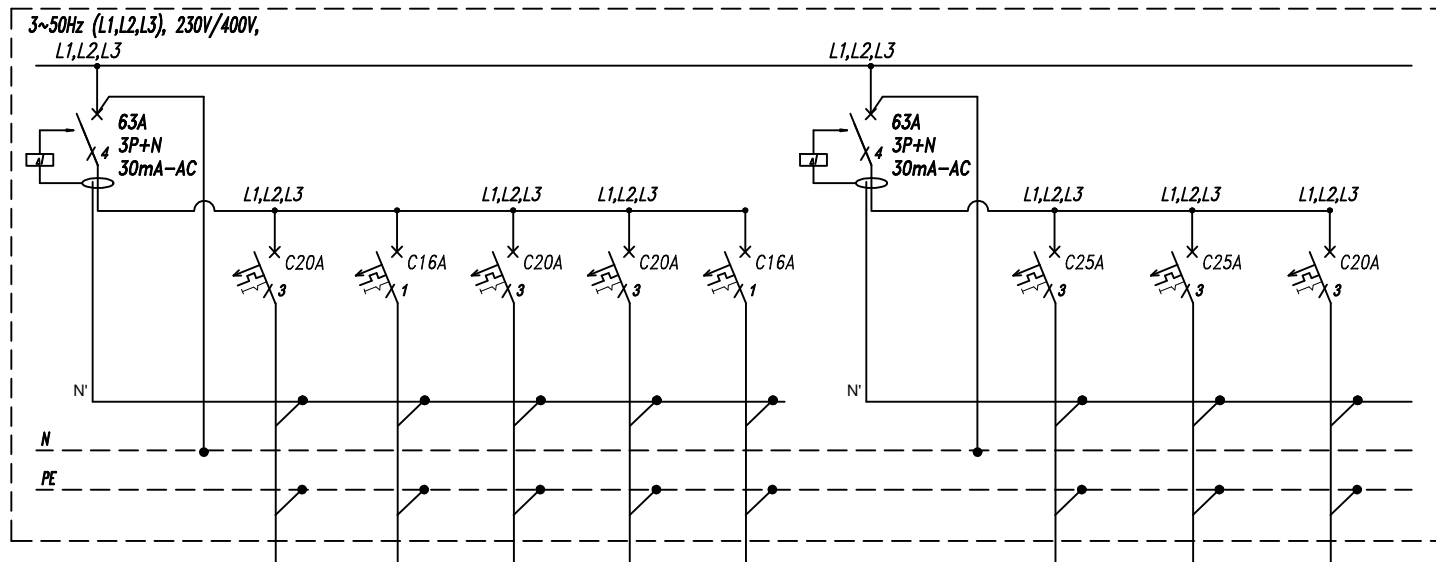 3~50Hz (L1,L2,L3), 230V/400V,
L1,L2,L3
L1,L2,L3
63A
3P+N
30mA-AC
4
63A
3P+N
30mA-AC
4
L1,L2,L3
L1,L2,L3
L1,L2,L3
L1,L2,L3
L1,L2,L3
L1,L2,L3
C20A
C16A
C20A
C20A
C16A
C25A
C25A
C20A
3
1
3
3
1
3
3
3
N'
N'
N
PE